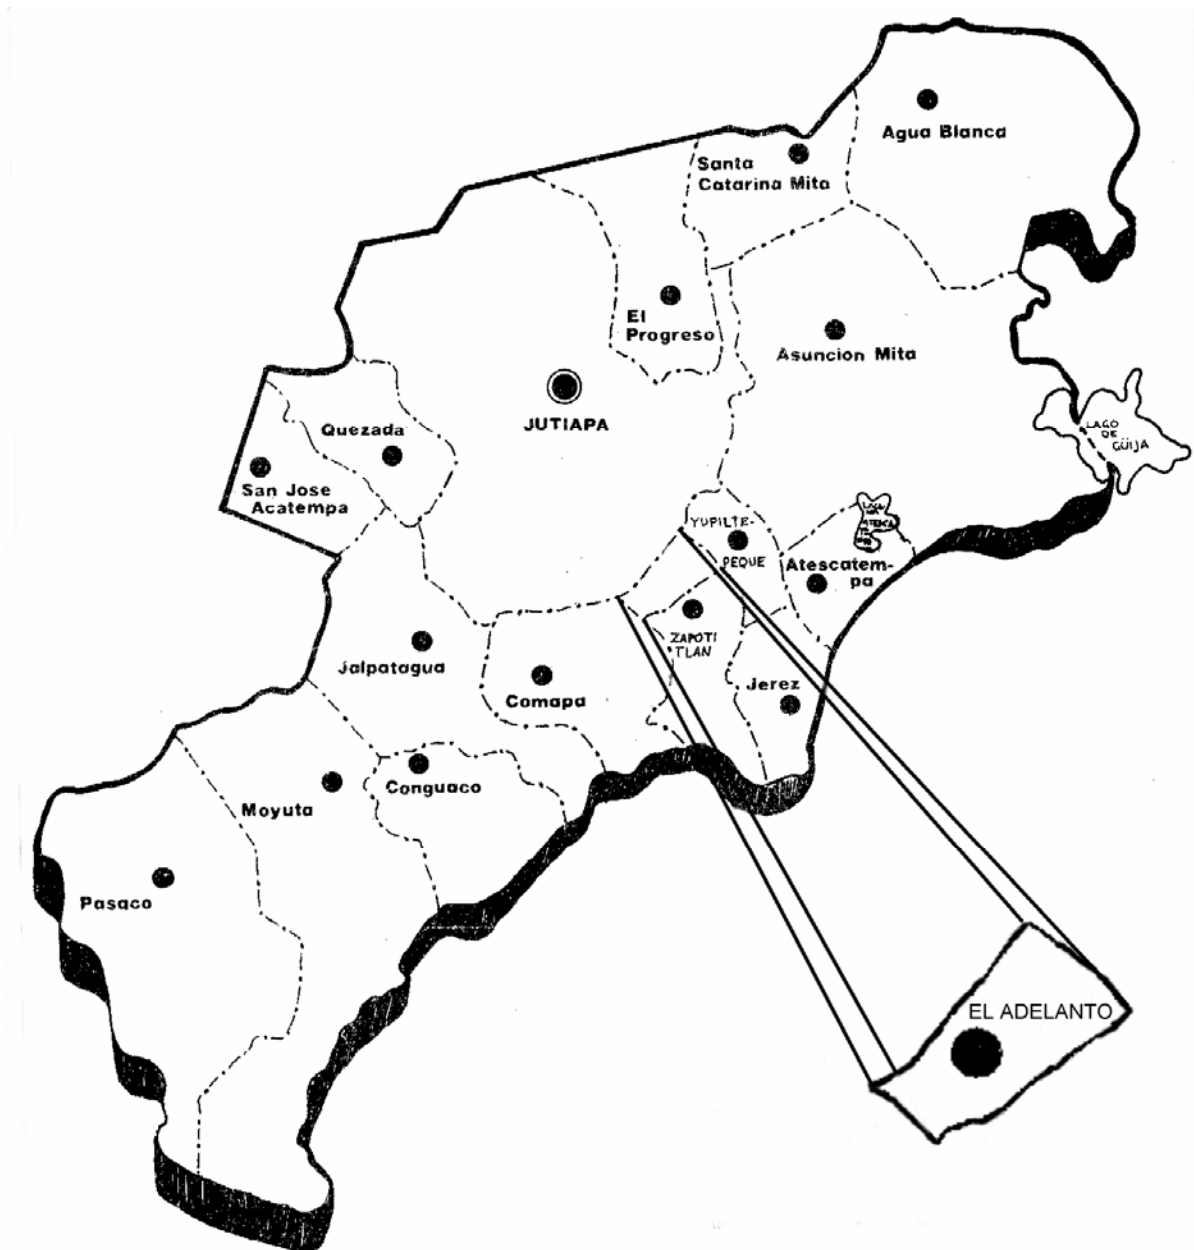 Agua Blanca
Santa
Catarina Mita
El
Progreso
Asuncion Mita
JUTIAPA
Quezada
San Jose
Acatempa
LAGO
DE
GÜIJA
YUPILTE-
PEQUE
Atescatem-
pa
ZAPOTI
TLAN
Jalpatagua
Jerez
Comapa
Conguaco
Moyuta
Pasaco
EL ADELANTO